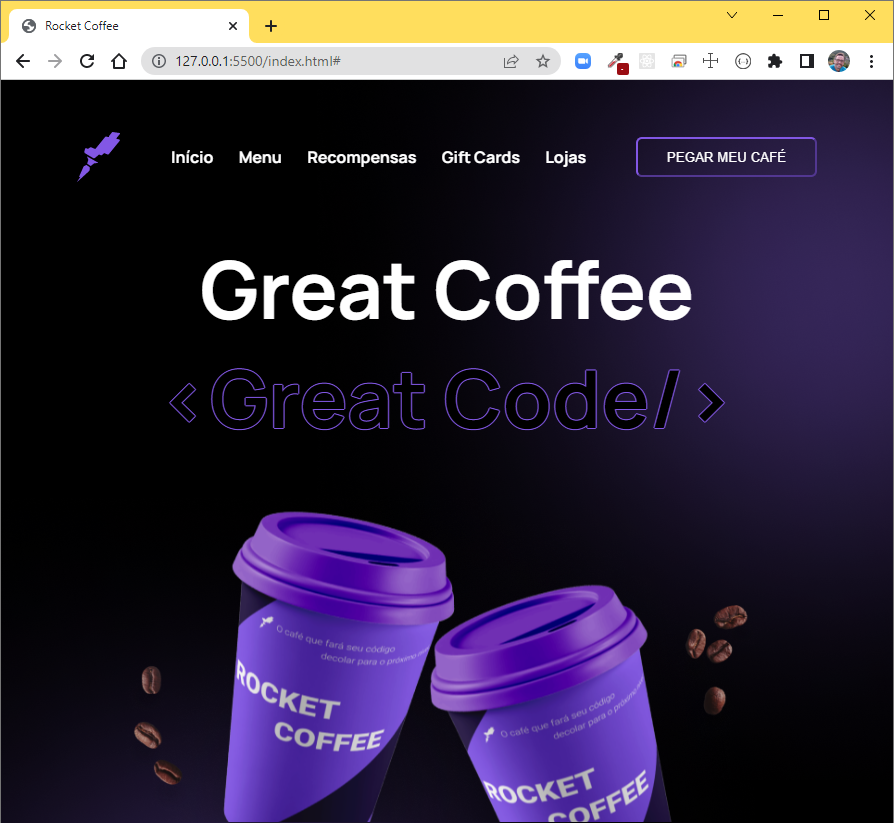 Rocket Coffee
127.0.0.1:5500/index.html#
Início Menu Recompensas Gift Cards Lojas PEGAR MEU CAFÉ
Great Coffee
< Great Code/ >
O café que fará seu código
decolar para o próximo
ROCKET
COFFEE
O café que fará seu código
decolar para o próximo
ROCKET
COFFEE